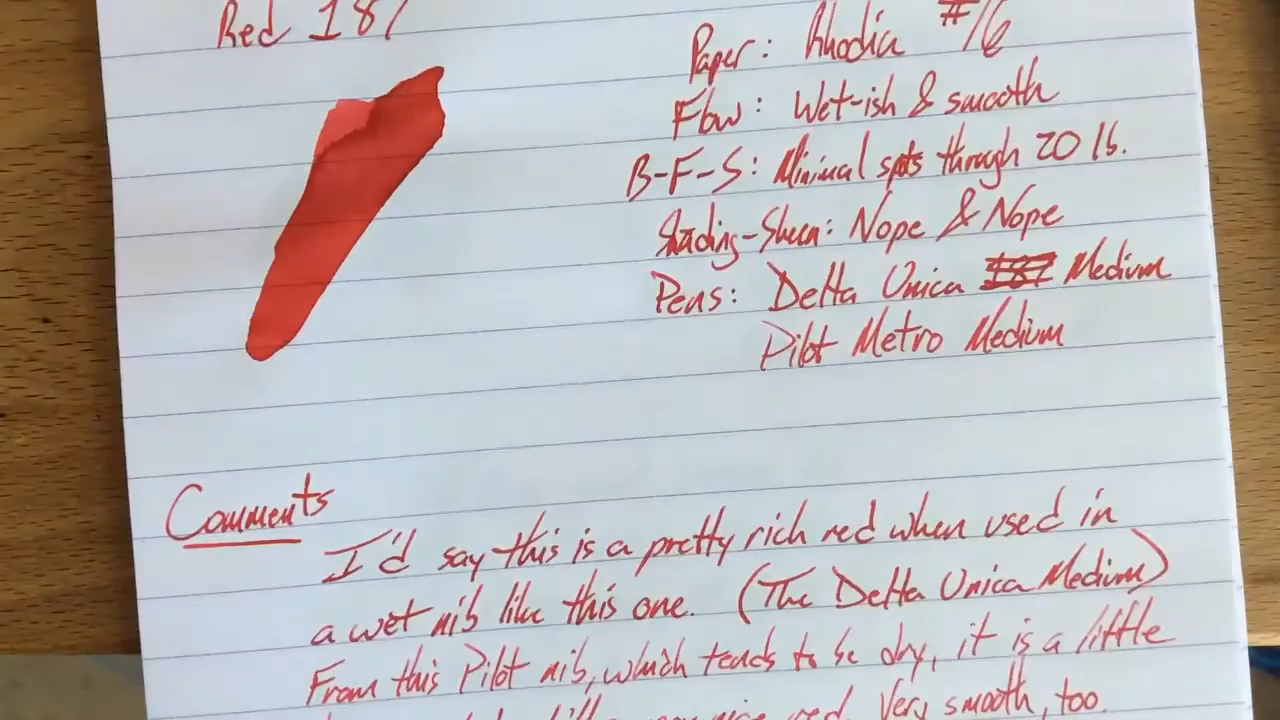 Red 187
Paper: Rhodia #16
Flow: Wet-ish & smooth
B-F-S: Minimal spots through 20 lb.
Shading-Sheen: Nope & Nope
Pens: Delta Unica 187 Medium
Pilot Metro Medium
Comments
I'd say this is a pretty rich red when used in
a wet nib like this one. (The Delta Unica Medium)
From this Pilot nib, which tends to be dry, it is a little
nice red. Very smooth, too.